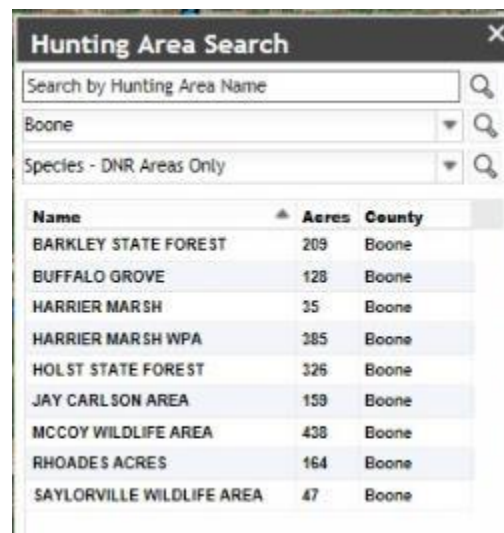 Hunting Area Search
Search by Hunting Area Name
Boone
Species - DNR Areas Only
Name Acres County
BARKLEY STATE FOREST 209 Boone
BUFFALO GROVE 128 Boone
HARRIER MARSH 35 Boone
HARRIER MARSH WPA 385 Boone
HOLST STATE FOREST 326 Boone
JAY CARLSON AREA 159 Boone
MCCOY WILDLIFE AREA 438 Boone
RHOADES ACRES 164 Boone
SAYLORVILLE WILDLIFE AREA 47 Boone